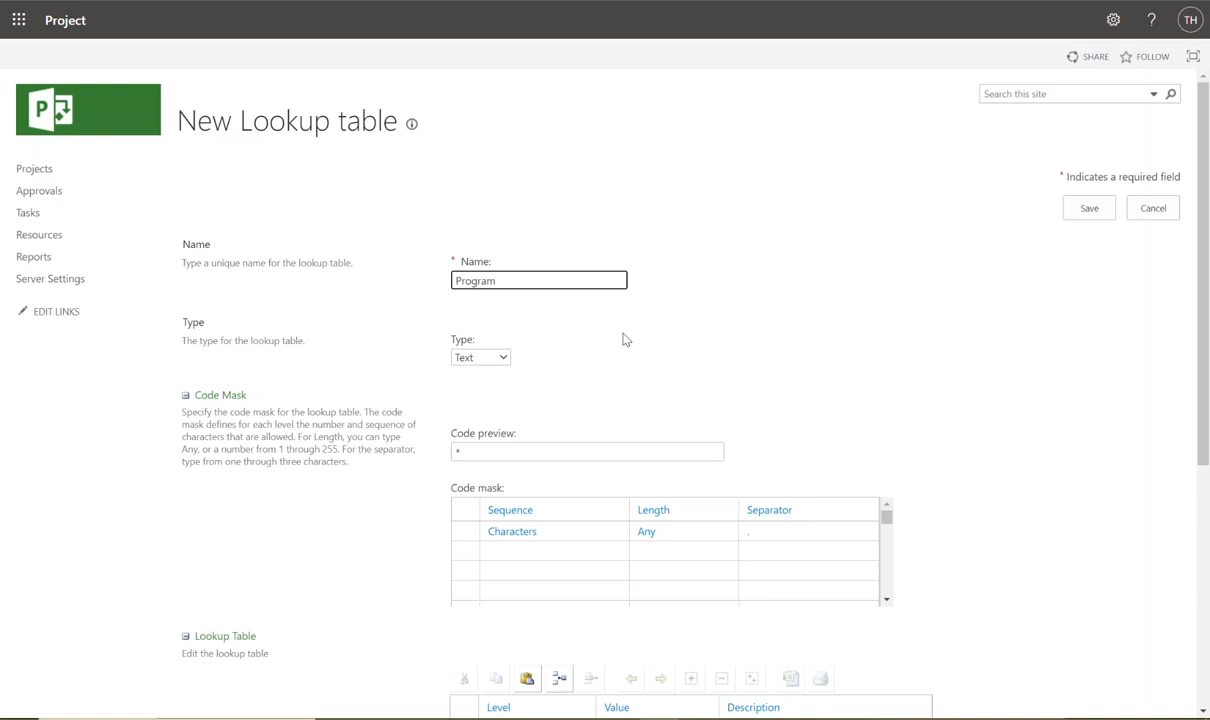 Project
TH
SHARE
FOLLOW
P
New Lookup table
Search this site
Projects
Approvals
Tasks
Resources
Reports
Server Settings
EDIT LINKS
* Indicates a required field
Save
Cancel
Name
Type a unique name for the lookup table.
* Name:
Program
Type
The type for the lookup table.
Type:
Text
Code Mask
Specify the code mask for the lookup table. The code
mask defines for each level the number and sequence of
characters that are allowed. For Length, you can type
Any, or a number from 1 through 255. For the separator,
type from one through three characters.
Code preview:
*
Code mask:
Sequence Length Separator
Characters Any .
Lookup Table
Edit the lookup table
Level Value Description